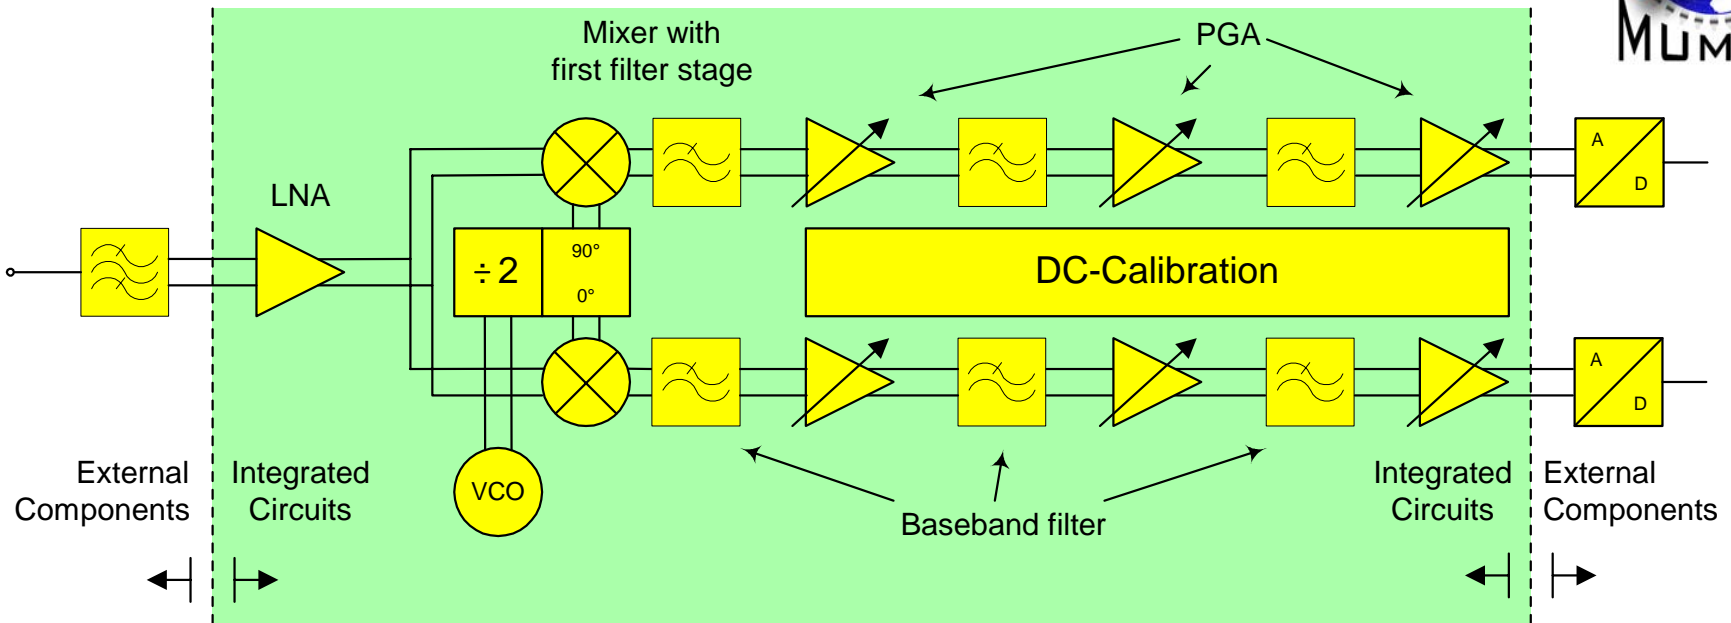 Mixer with
first filter stage
PGA
MUM
LNA
A
D
÷2
90°
0°
DC-Calibration
A
D
VCO
External
Components
Integrated
Circuits
Baseband filter
Integrated
Circuits
External
Components